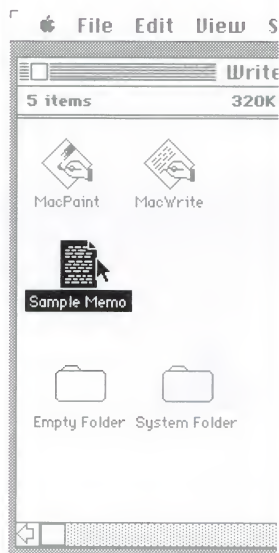 File Edit View S
Write
5 items 320K
MacPaint MacWrite
Sample Memo
Empty Folder System Folder